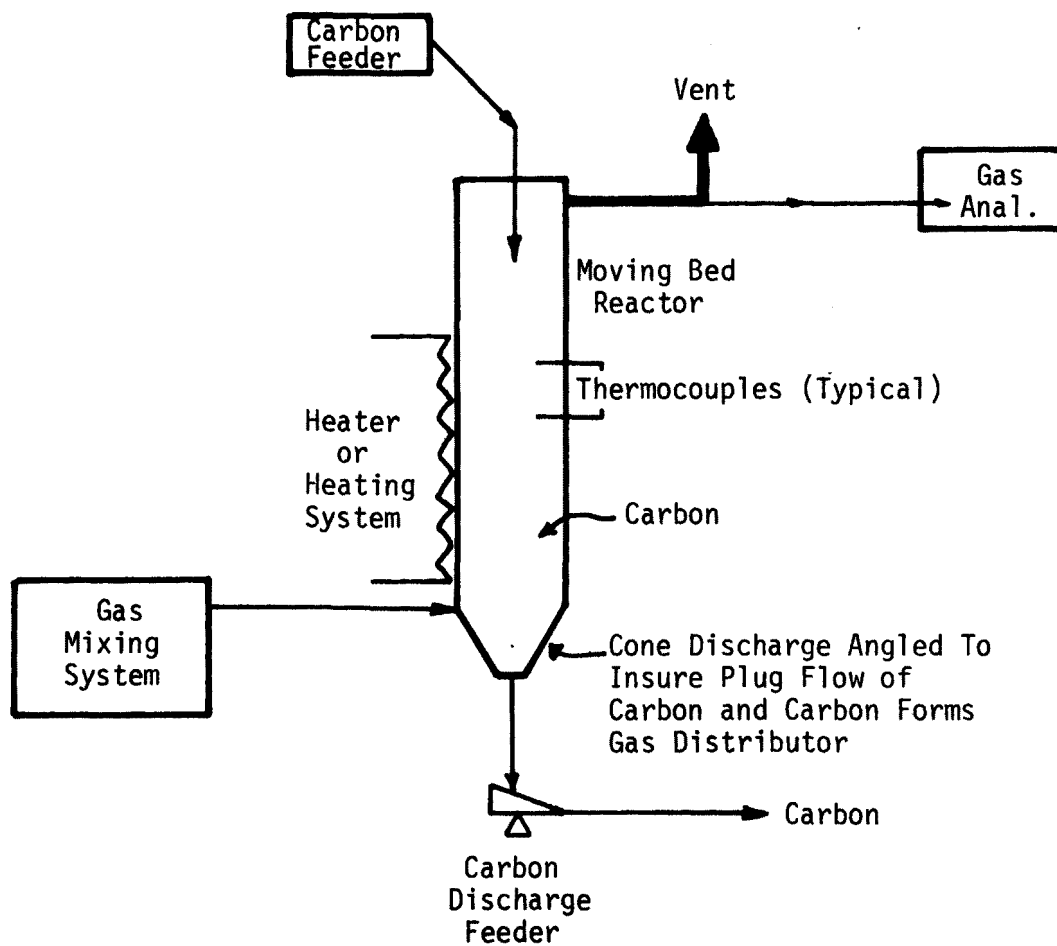 Carbon
Feeder
Vent
Gas
Anal.
Moving Bed
Reactor
Thermocouples (Typical)
Heater
or
Heating
System
Carbon
Gas
Mixing
System
Cone Discharge Angled To
Insure Plug Flow of
Carbon and Carbon Forms
Gas Distributor
Carbon
Carbon
Discharge
Feeder